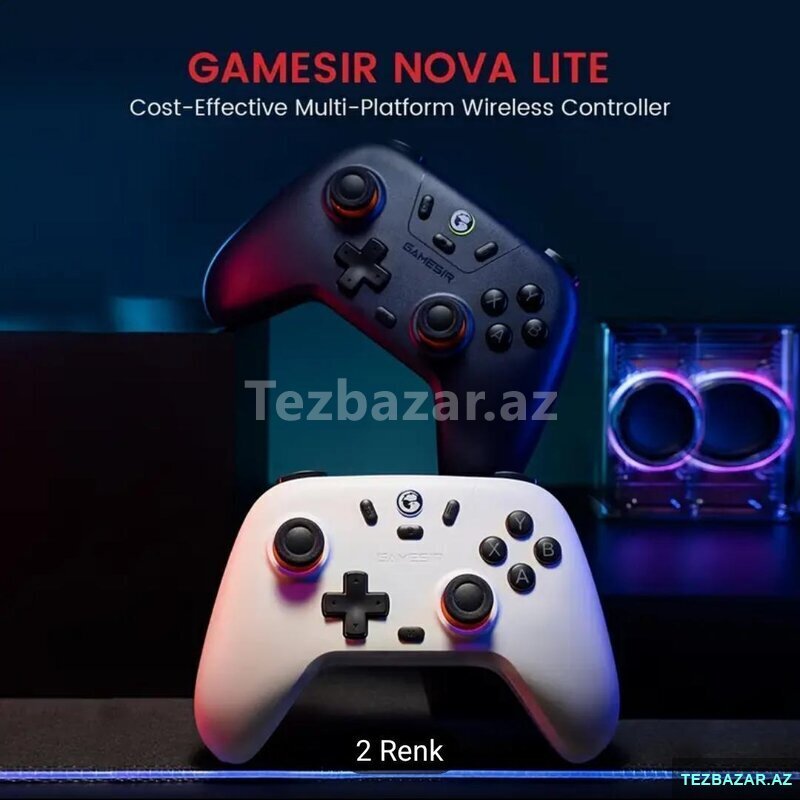 GAMESIR NOVA LITE
Cost-Effective Multi-Platform Wireless Controller
GAMESIR
X
Y
A
B
Tezbazar.az
GAMESIR
Y
X
B
A
2 Renk
TEZBAZAR.AZ